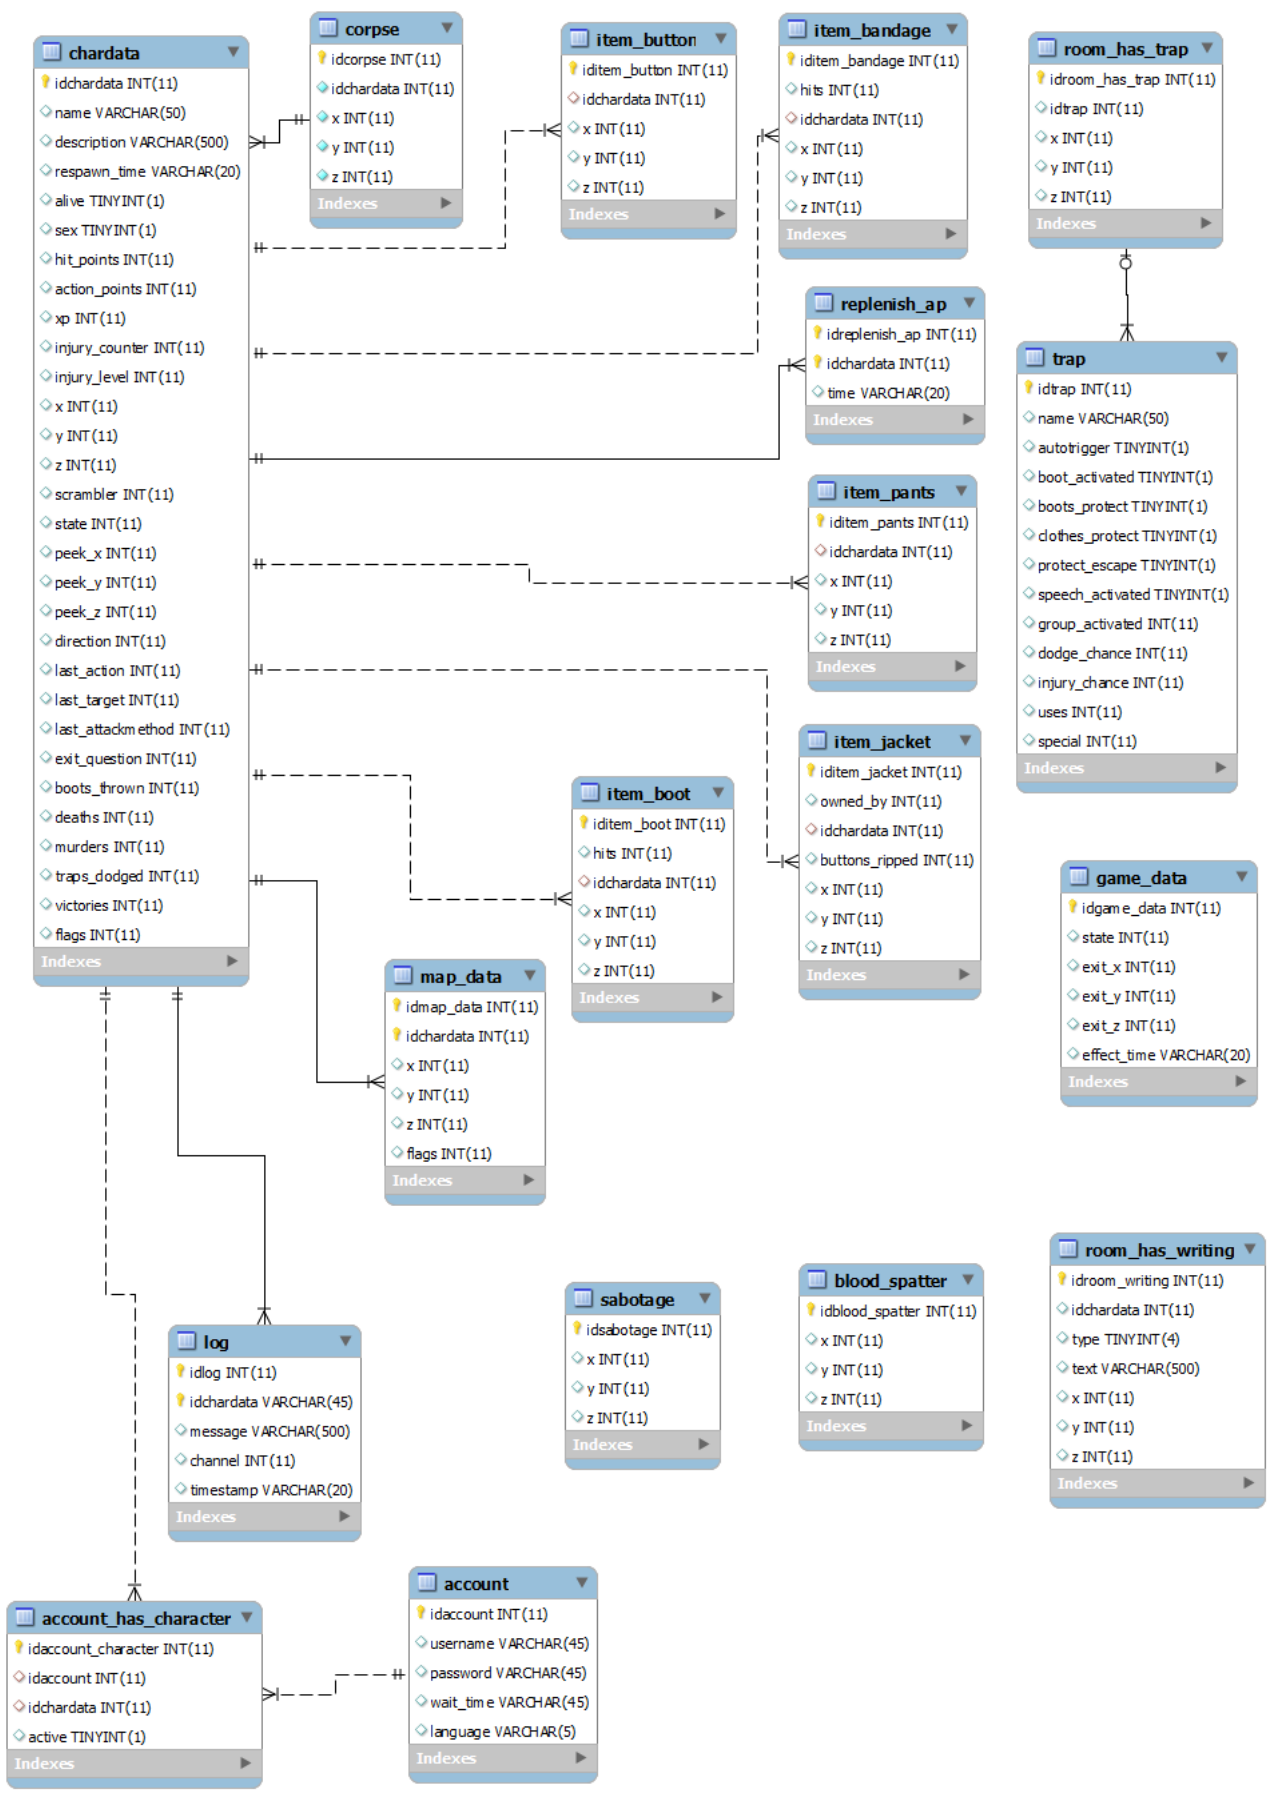 chardata
idchardata INT(11)
name VARCHAR(50)
description VARCHAR(500)
respawn_time VARCHAR(20)
alive TINYINT(1)
sex TINYINT(1)
hit_points INT(11)
action_points INT(11)
xp INT(11)
injury_counter INT(11)
injury_level INT(11)
x INT(11)
y INT(11)
z INT(11)
scrambler INT(11)
state INT(11)
peek_x INT(11)
peek_y INT(11)
peek_z INT(11)
direction INT(11)
last_action INT(11)
last_target INT(11)
last_attackmethod INT(11)
exit_question INT(11)
boots_thrown INT(11)
deaths INT(11)
murders INT(11)
traps_dodged INT(11)
victories INT(11)
flags INT(11)
Indexes
corpse
idcorpse INT(11)
idchardata INT(11)
x INT(11)
y INT(11)
z INT(11)
Indexes
item_button
iditem_button INT(11)
idchardata INT(11)
x INT(11)
y INT(11)
z INT(11)
Indexes
item_bandage
iditem_bandage INT(11)
hits INT(11)
idchardata INT(11)
x INT(11)
y INT(11)
z INT(11)
Indexes
room_has_trap
idroom_has_trap INT(11)
idtrap INT(11)
x INT(11)
y INT(11)
z INT(11)
Indexes
replenish_ap
idreplenish_ap INT(11)
idchardata INT(11)
time VARCHAR(20)
Indexes
trap
idtrap INT(11)
name VARCHAR(50)
autotrigger TINYINT(1)
boot_activated TINYINT(1)
boots_protect TINYINT(1)
clothes_protect TINYINT(1)
protect_escape TINYINT(1)
speech_activated TINYINT(1)
group_activated INT(11)
dodge_chance INT(11)
injury_chance INT(11)
uses INT(11)
special INT(11)
Indexes
item_pants
iditem_pants INT(11)
idchardata INT(11)
x INT(11)
y INT(11)
z INT(11)
Indexes
item_jacket
iditem_jacket INT(11)
owned_by INT(11)
idchardata INT(11)
buttons_ripped INT(11)
x INT(11)
y INT(11)
z INT(11)
Indexes
item_boot
iditem_boot INT(11)
hits INT(11)
idchardata INT(11)
x INT(11)
y INT(11)
z INT(11)
Indexes
game_data
idgame_data INT(11)
state INT(11)
exit_x INT(11)
exit_y INT(11)
exit_z INT(11)
effect_time VARCHAR(20)
Indexes
map_data
idmap_data INT(11)
idchardata INT(11)
x INT(11)
y INT(11)
z INT(11)
flags INT(11)
Indexes
room_has_writing
idroom_writing INT(11)
idchardata INT(11)
type TINYINT(4)
text VARCHAR(500)
x INT(11)
y INT(11)
z INT(11)
Indexes
blood_spatter
idblood_spatter INT(11)
x INT(11)
y INT(11)
z INT(11)
Indexes
sabotage
idsabotage INT(11)
x INT(11)
y INT(11)
z INT(11)
Indexes
log
idlog INT(11)
idchardata VARCHAR(45)
message VARCHAR(500)
channel INT(11)
timestamp VARCHAR(20)
Indexes
account
idaccount INT(11)
username VARCHAR(45)
password VARCHAR(45)
wait_time VARCHAR(45)
language VARCHAR(5)
Indexes
account_has_character
idaccount_character INT(11)
idaccount INT(11)
idchardata INT(11)
active TINYINT(1)
Indexes